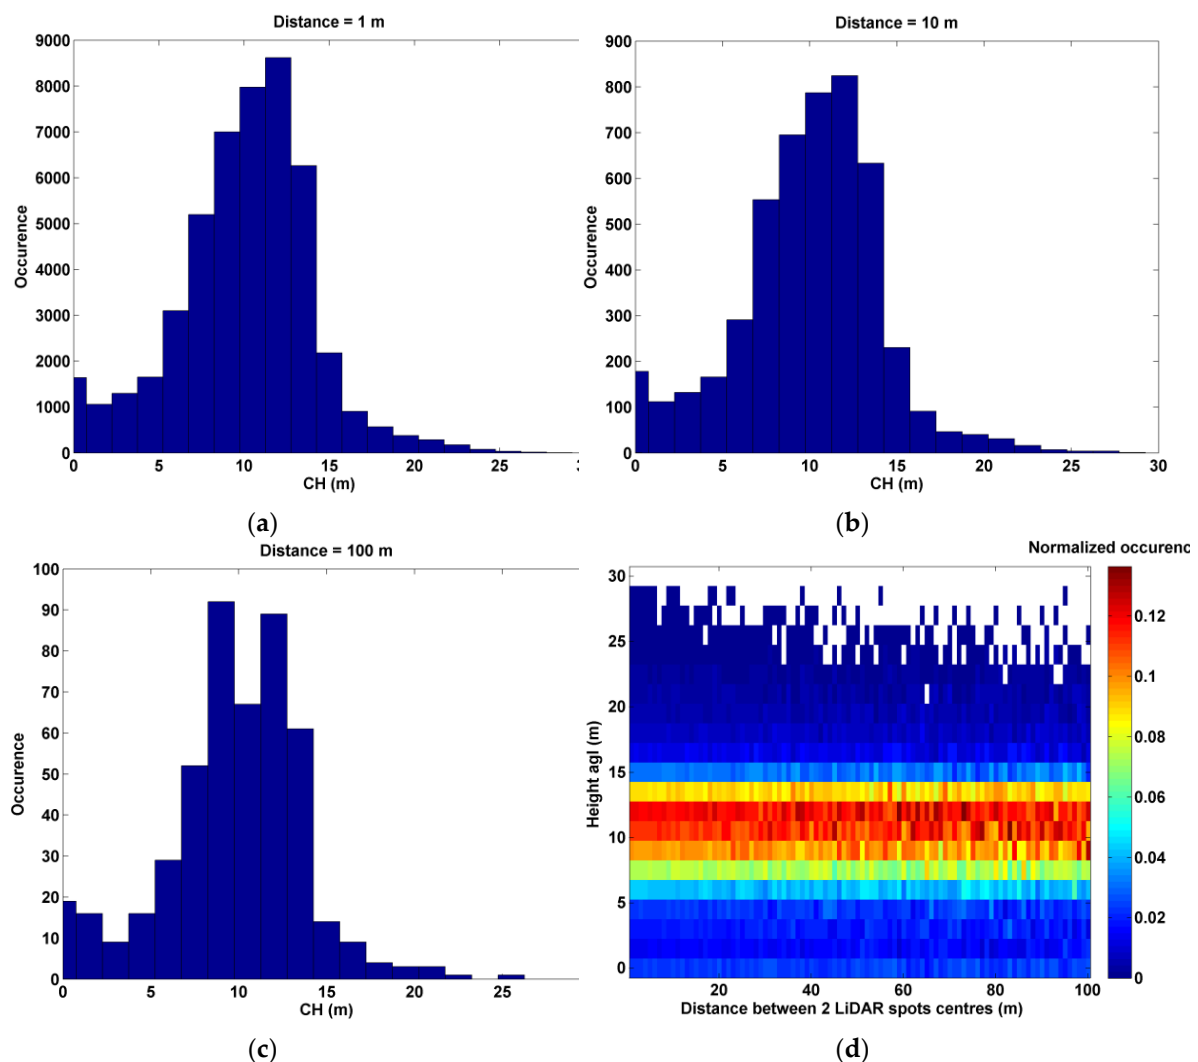 Distance = 1 m
9000
8000
7000
6000
5000
4000
3000
2000
1000
0
Occurence
0 5 10 15 20 25 3
CH (m)
(a)
Distance = 10 m
900
800
700
600
500
400
300
200
100
0
Occurence
0 5 10 15 20 25 30
CH (m)
(b)
Distance = 100 m
100
90
80
70
60
50
40
30
20
10
0
Occurence
0 5 10 15 20 25
CH (m)
(c)
Normalized occurenc
30
25
20
15
10
5
0
Height agl (m)
20 40 60 80 100
Distance between 2 LiDAR spots centres (m)
0.12
0.1
0.08
0.06
0.04
0.02
0
(d)